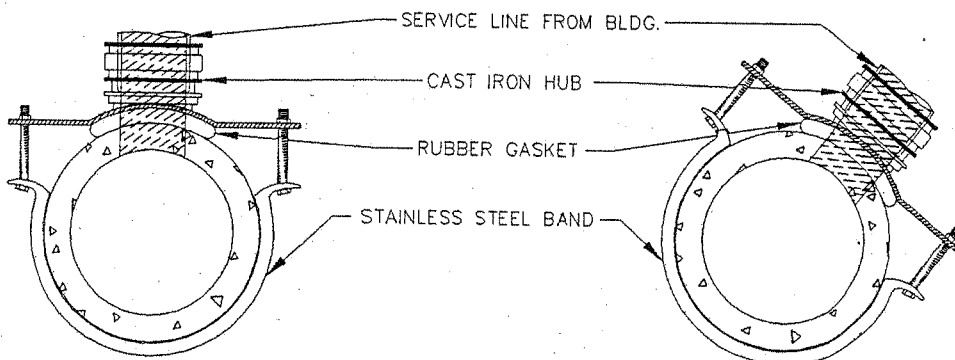 SERVICE LINE FROM BLDG.
CAST IRON HUB
RUBBER GASKET
STAINLESS STEEL BAND